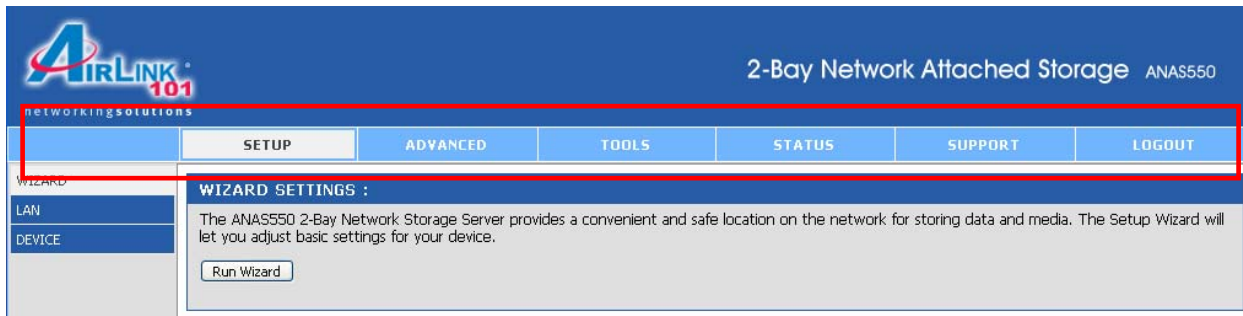 AIRLINK
101
networkingsolutions
2-Bay Network Attached Storage ANAS550
SETUP ADVANCED TOOLS STATUS SUPPORT LOGOUT
WIZARD
LAN
DEVICE
WIZARD SETTINGS :
The ANAS550 2-Bay Network Storage Server provides a convenient and safe location on the network for storing data and media. The Setup Wizard will
let you adjust basic settings for your device.
Run Wizard